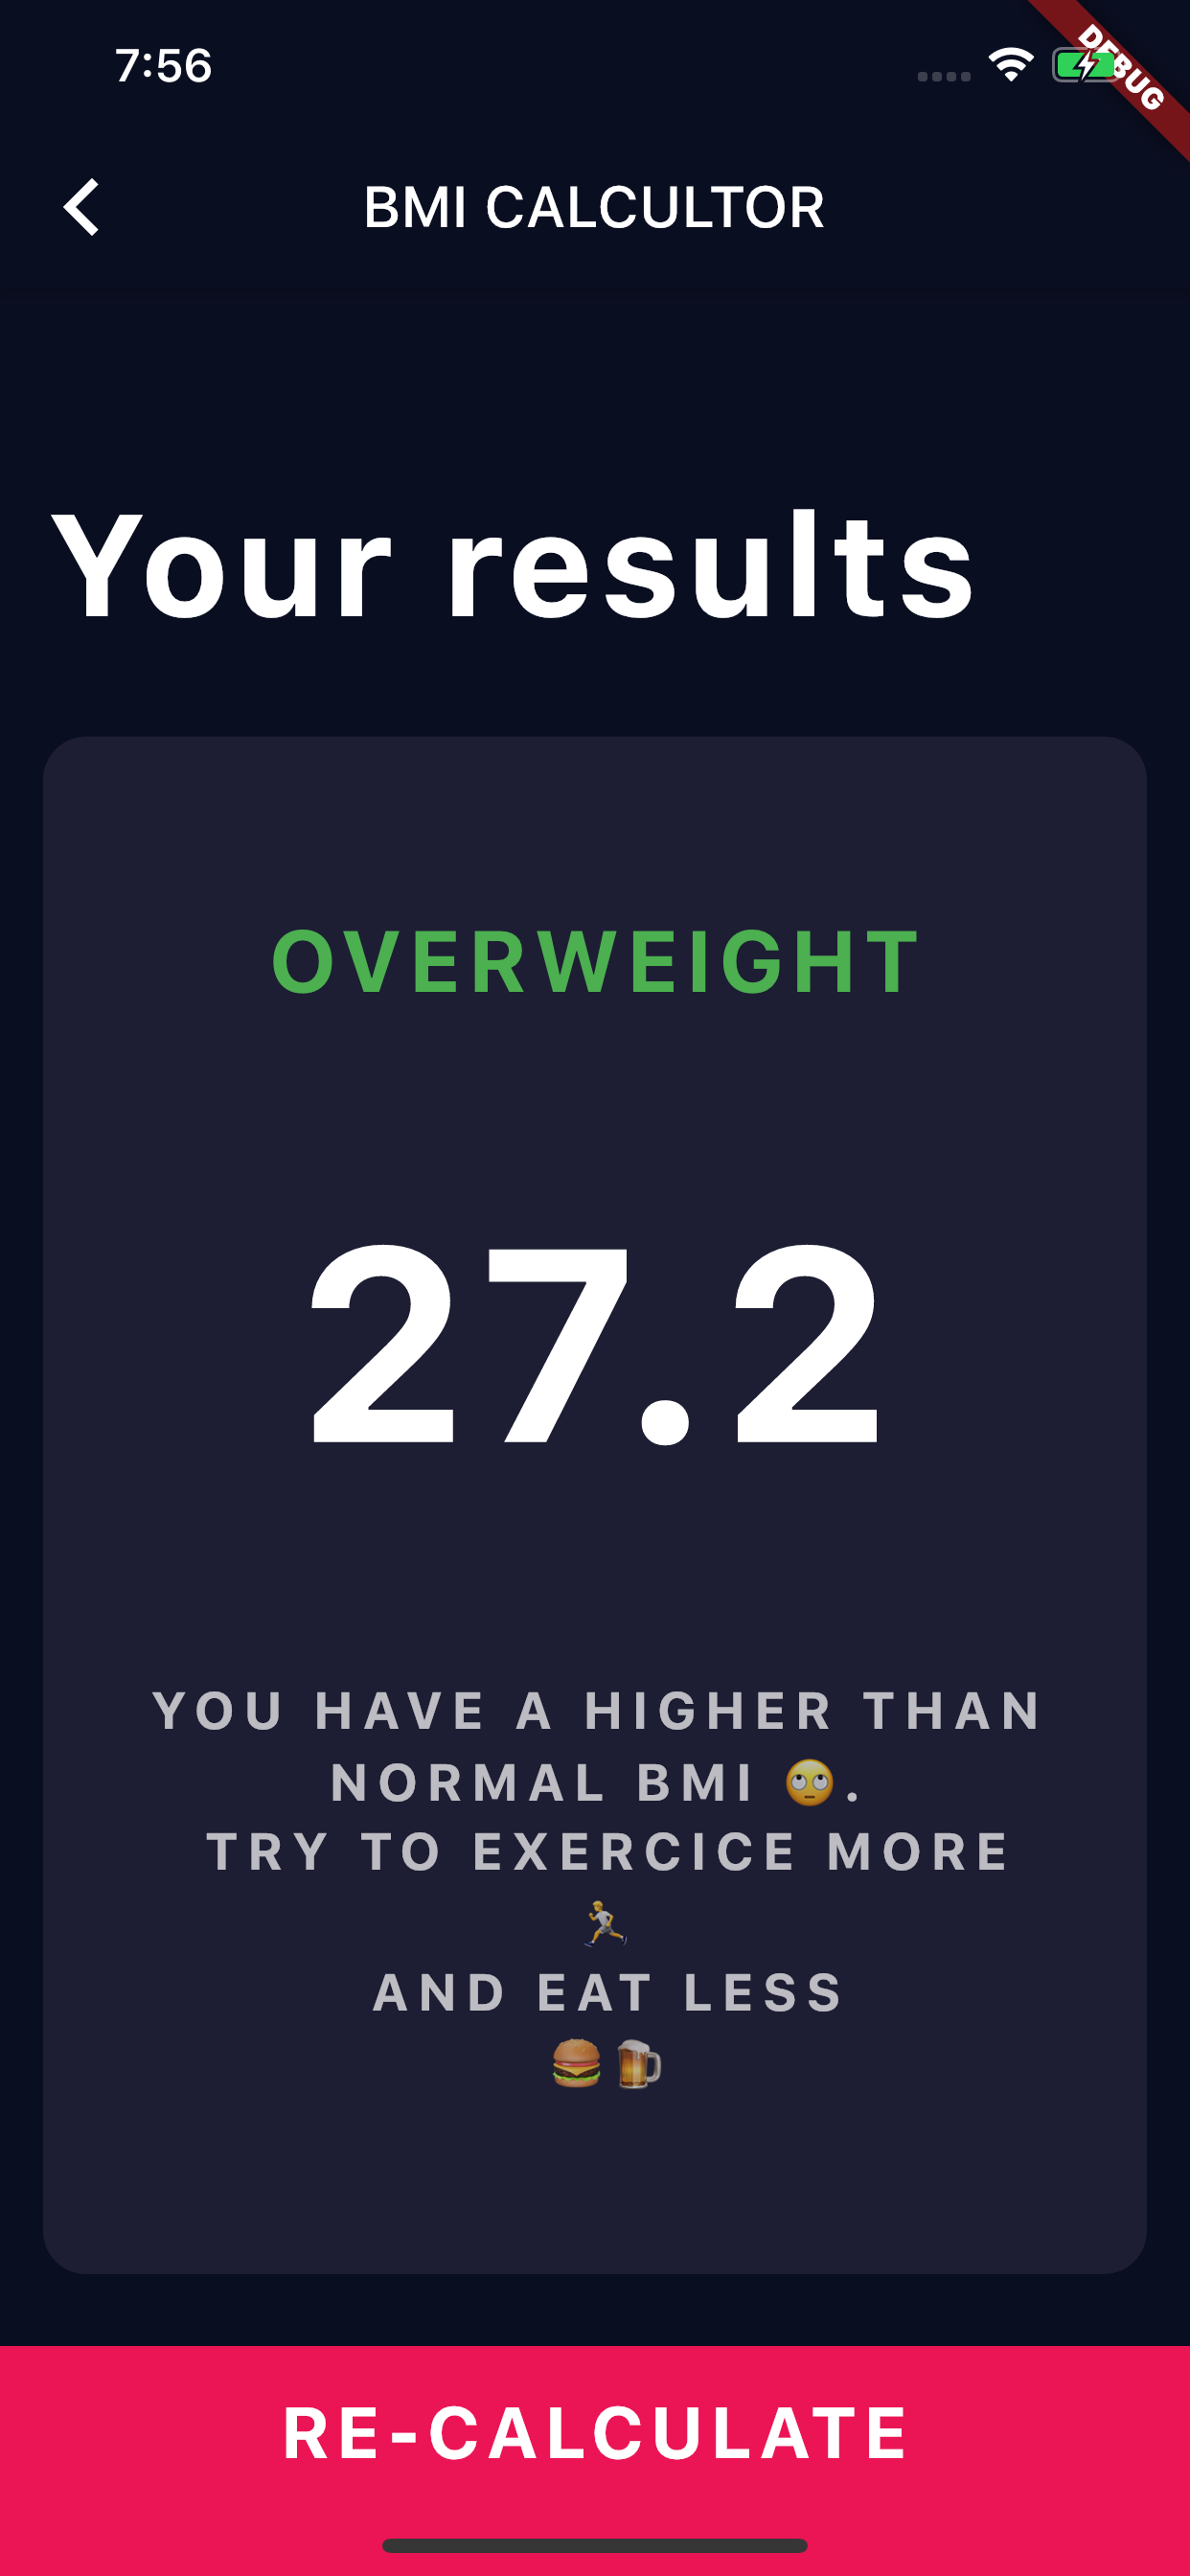 7:56
DEBUG
BMI CALCULTOR
Your results
OVERWEIGHT
27.2
YOU HAVE A HIGHER THAN
NORMAL BMI 🙄.
TRY TO EXERCICE MORE
🏃
AND EAT LESS
🍔🍺
RE-CALCULATE